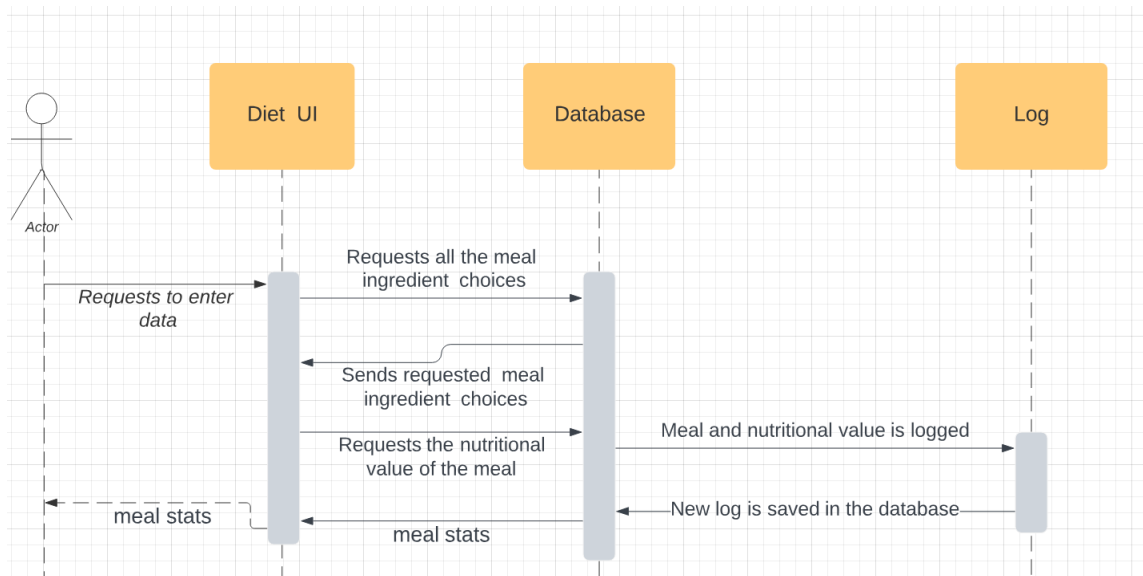 Diet UI
Database
Log
Actor
Requests all the meal
ingredient choices
Requests to enter
data
Sends requested meal
ingredient choices
Requests the nutritional
value of the meal
Meal and nutritional value is logged
New log is saved in the database
meal stats
meal stats